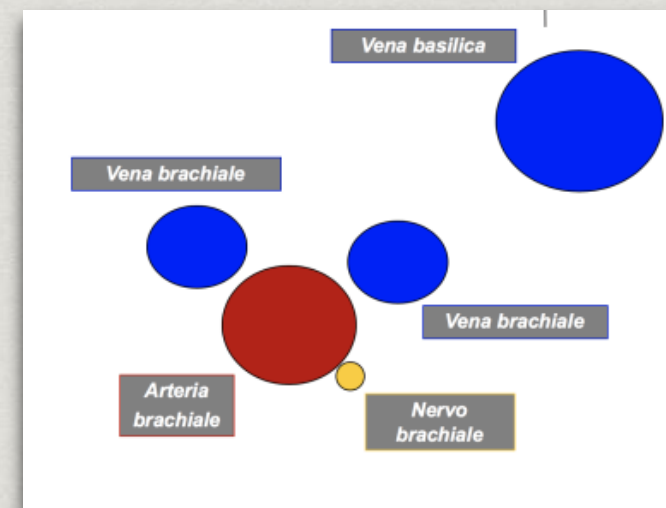 Vena basilica
Vena brachiale
Vena brachiale
Arteria
brachiale
Nervo
brachiale